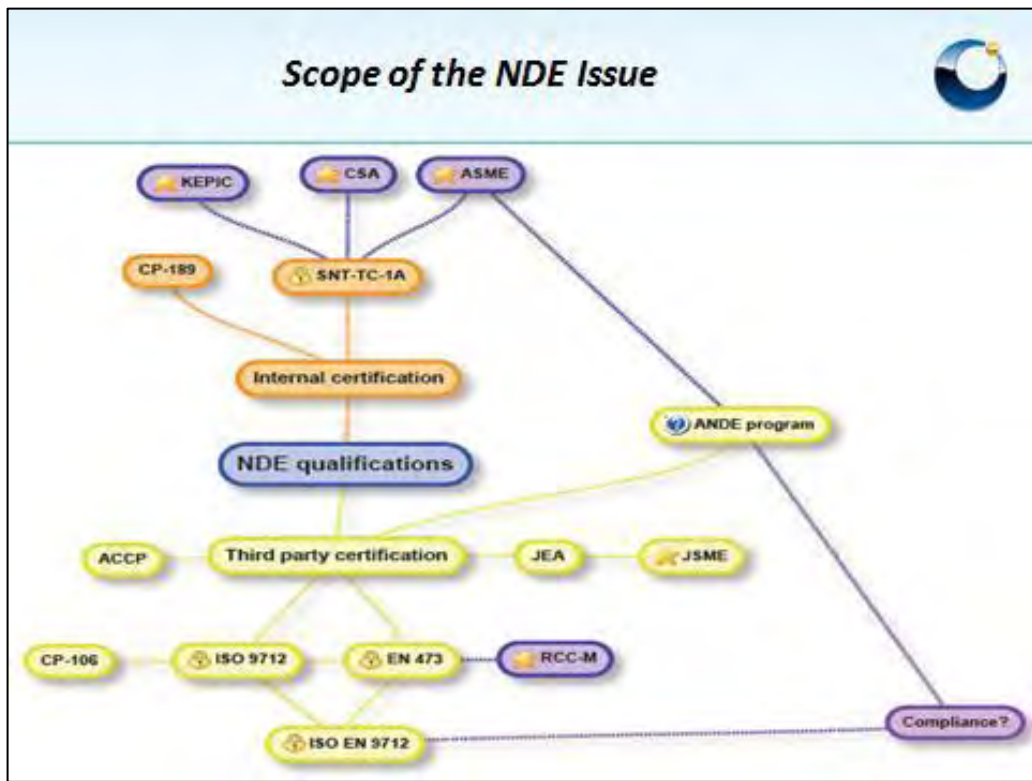 Scope of the NDE Issue
KEPIC
CSA
ASME
CP-189
SNT-TC-1A
Internal certification
ANDE program
NDE qualifications
ACCP
Third party certification
JEA
JSME
CP-106
ISO 9712
EN 473
RCC-M
Compliance?
ISO EN 9712